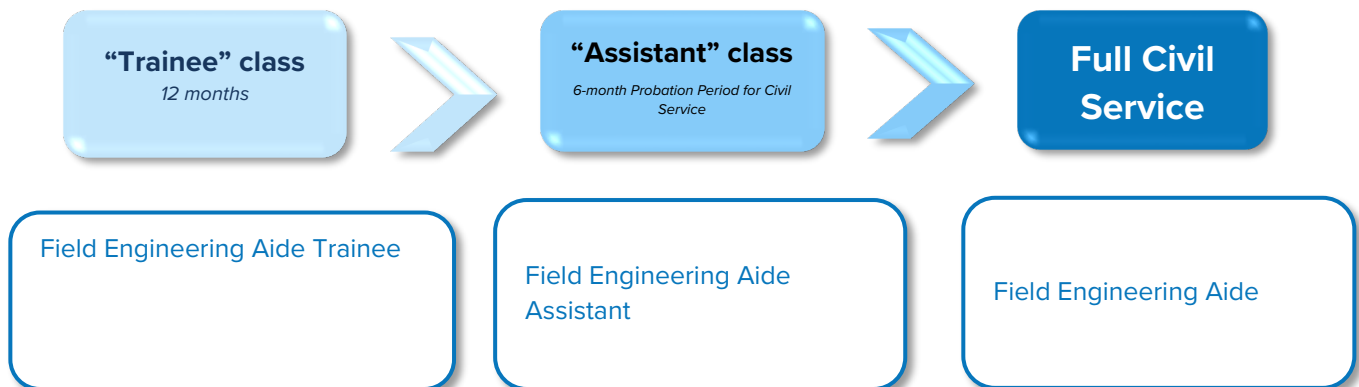 “Trainee” class
12 months
“Assistant” class
6-month Probation Period for Civil
Service
Full Civil
Service
Field Engineering Aide Trainee
Field Engineering Aide
Assistant
Field Engineering Aide